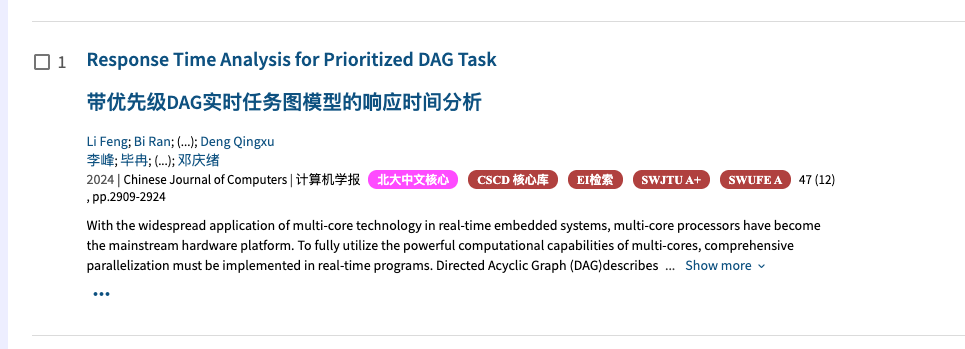 1 Response Time Analysis for Prioritized DAG Task
带优先级DAG实时任务图模型的响应时间分析
Li Feng; Bi Ran; (...); Deng Qingxu
李峰; 毕冉; (...); 邓庆绪
2024 | Chinese Journal of Computers | 计算机学报 北大中文核心 CSCD 核心库 EI检索 SWJTU A+ SWUFE A 47 (12)
, pp.2909-2924
With the widespread application of multi-core technology in real-time embedded systems, multi-core processors have become
the mainstream hardware platform. To fully utilize the powerful computational capabilities of multi-cores, comprehensive
parallelization must be implemented in real-time programs. Directed Acyclic Graph (DAG)describes ... Show more